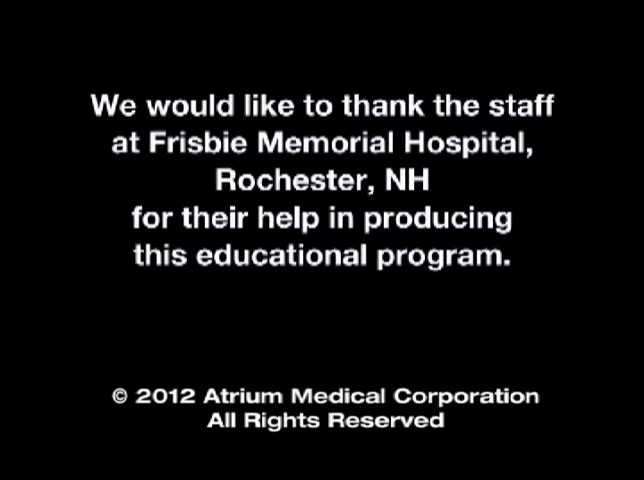 We would like to thank the staff
at Frisbie Memorial Hospital,
Rochester, NH
for their help in producing
this educational program.
© 2012 Atrium Medical Corporation
All Rights Reserved